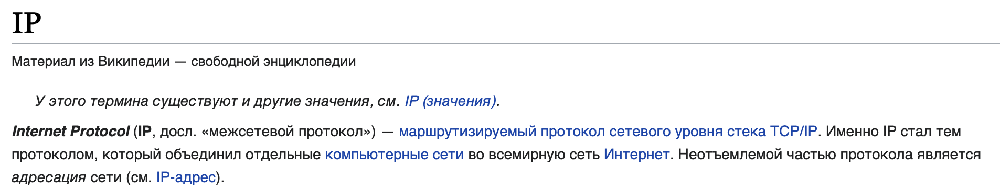 IP
Материал из Википедии — свободной энциклопедии
У этого термина существуют и другие значения, см. IP (значения).
Internet Protocol (IP, досл. «межсетевой протокол») — маршрутизируемый протокол сетевого уровня стека TCP/IP. Именно IP стал тем
протоколом, который объединил отдельные компьютерные сети во всемирную сеть Интернет. Неотъемлемой частью протокола является
адресация сети (см. IP-адрес).